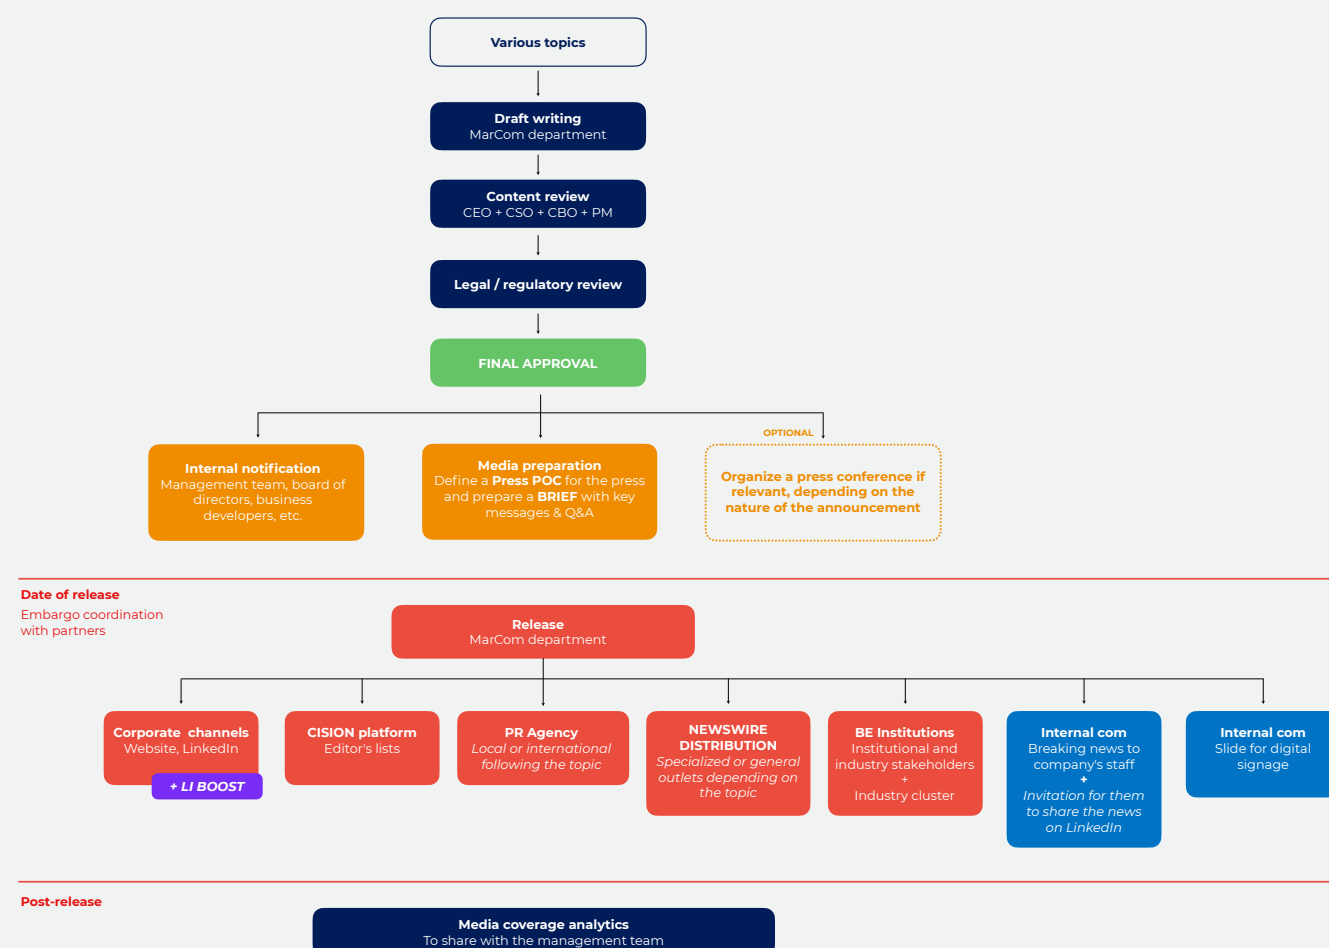 Various topics
Draft writing
MarCom department
Content review
CEO + CSO + CBO + PM
Legal / regulatory review
FINAL APPROVAL
Internal notification
Management team, board of
directors, business
developers, etc.
Media preparation
Define a Press POC for the press
and prepare a BRIEF with key
messages & Q&A
OPTIONAL
Organize a press conference if
relevant, depending on the
nature of the announcement
Date of release
Embargo coordination
with partners
Release
MarCom department
Corporate channels
Website, LinkedIn
+ LI BOOST
CISION platform
Editor's lists
PR Agency
Local or international
following the topic
NEWSWIRE
DISTRIBUTION
Specialized or general
outlets depending on
the topic
BE Institutions
Institutional and
industry stakeholders
+
Industry cluster
Internal com
Breaking news to
company's staff
+
Invitation for them
to share the news
on LinkedIn
Internal com
Slide for digital
signage
Post-release
Media coverage analytics
To share with the management team